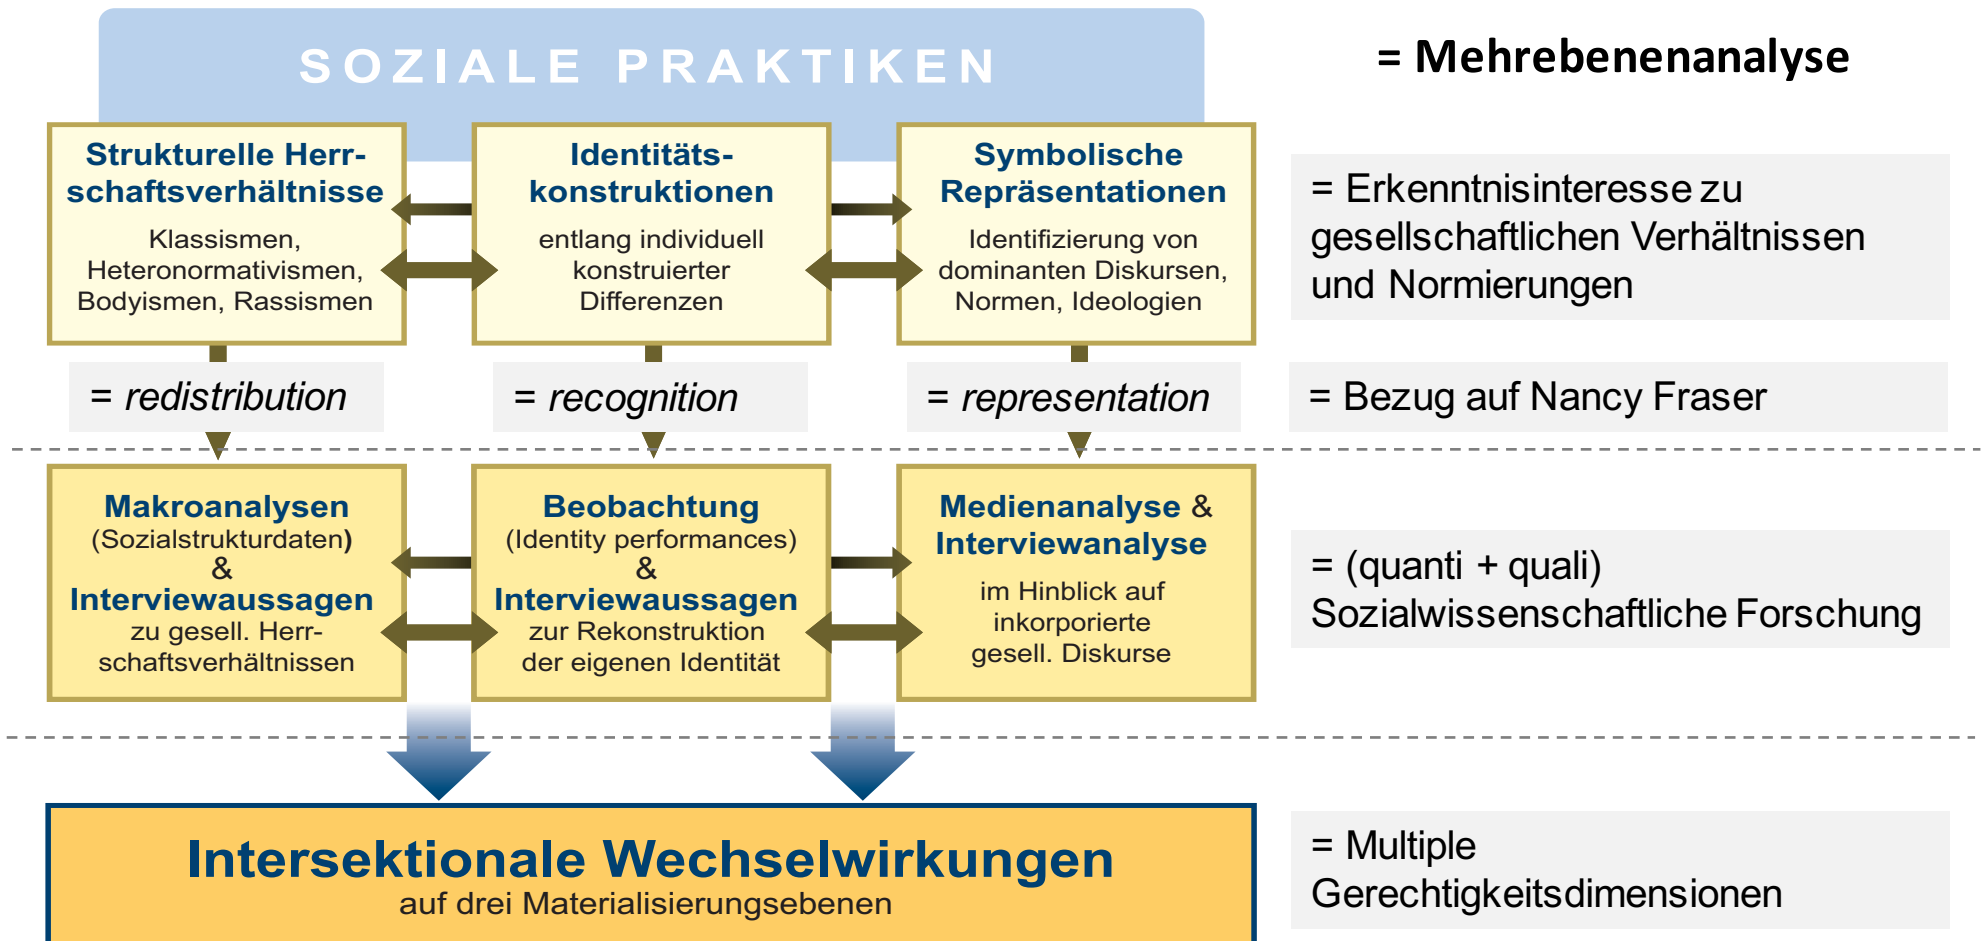 SOZIALE PRAKTIKEN
= Mehrebenenanalyse
Strukturelle Herr-
schaftsverhältnisse
Klassismen,
Heteronormativismen,
Bodyismen, Rassismen
Identitäts-
konstruktionen
entlang individuell
konstruierter
Differenzen
Symbolische
Repräsentationen
Identifizierung von
dominanten Diskursen,
Normen, Ideologien
= Erkenntnisinteresse zu
gesellschaftlichen Verhältnissen
und Normierungen
= redistribution
= recognition
= representation
= Bezug auf Nancy Fraser
Makroanalysen
(Sozialstrukturdaten)
&
Interviewaussagen
zu gesell. Herr-
schaftsverhältnissen
Beobachtung
(Identity performances)
&
Interviewaussagen
zur Rekonstruktion
der eigenen Identität
Medienanalyse &
Interviewanalyse
im Hinblick auf
inkorporierte
gesell. Diskurse
= (quanti + quali)
Sozialwissenschaftliche Forschung
Intersektionale Wechselwirkungen
auf drei Materialisierungsebenen
= Multiple
Gerechtigkeitsdimensionen